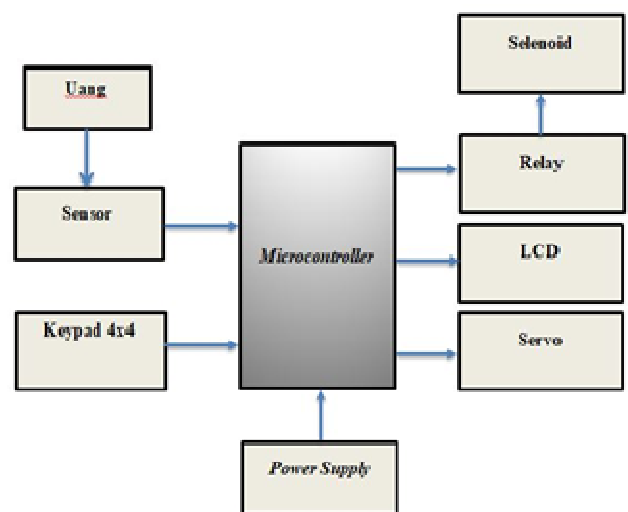 Selenoid
Uang
Relay
Sensor
Microcontroller
LCD
Keypad 4x4
Servo
Power Supply